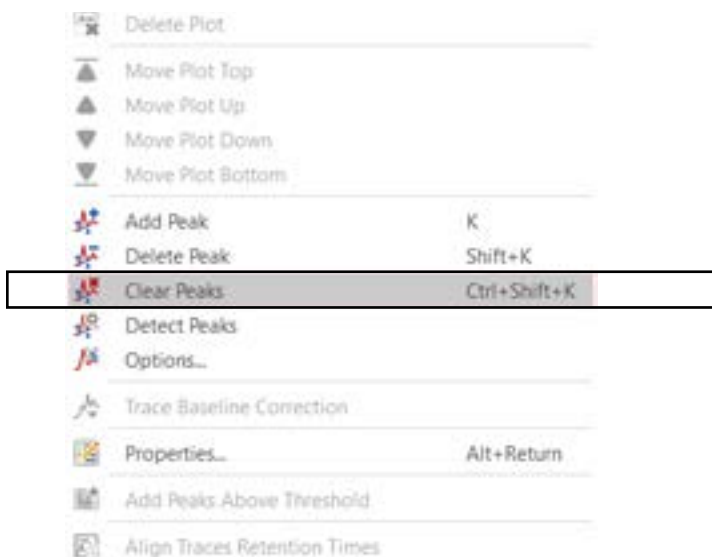 Delete Plot
Move Plot Top
Move Plot Up
Move Plot Down
Move Plot Bottom
Add Peak K
Delete Peak Shift+K
Clear Peaks Ctrl+Shift+K
Detect Peaks
Options...
Trace Baseline Correction
Properties... Alt+Return
Add Peaks Above Threshold
Align Traces Retention Times